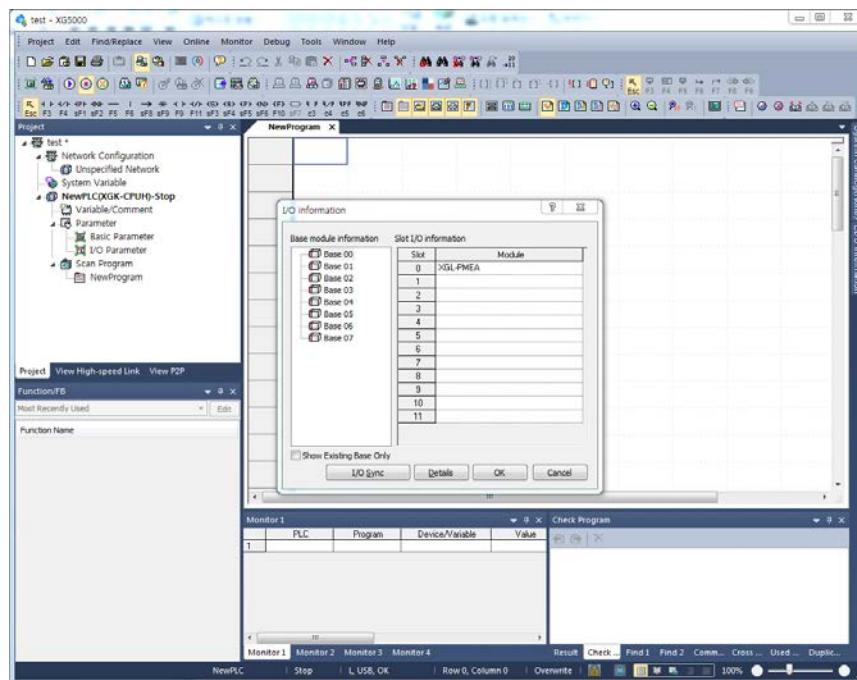 test - XG5000
Project Edit Find/Replace View Online Monitor Debug Tools Window Help
Project
NewProgram X
test *
Network Configuration
Unspecified Network
System Variable
NewPLC(XGK-CPUH)-Stop
Variable/Comment
Parameter
Basic Parameter
I/O Parameter
Scan Program
NewProgram
Project View High-speed Link View P2P
Function/FB
Most Recently Used Edit
Function Name
I/O information
Base module information Slot I/O information
Base 00
Base 01
Base 02
Base 03
Base 04
Base 05
Base 06
Base 07
Slot Module
0 XGL-PMEA
1
2
3
4
5
6
7
8
9
10
11
Show Existing Base Only
I/O Sync Details OK Cancel
Monitor 1
PLC Program Device/Variable Value
1
Monitor 1 Monitor 2 Monitor 3 Monitor 4
Check Program
Result Check ... Find 1 Find 2 Comm... Cross ... Used ... Duplic...
NewPLC Stop L, USB, OK Row 0, Column 0 Overwrite 100%